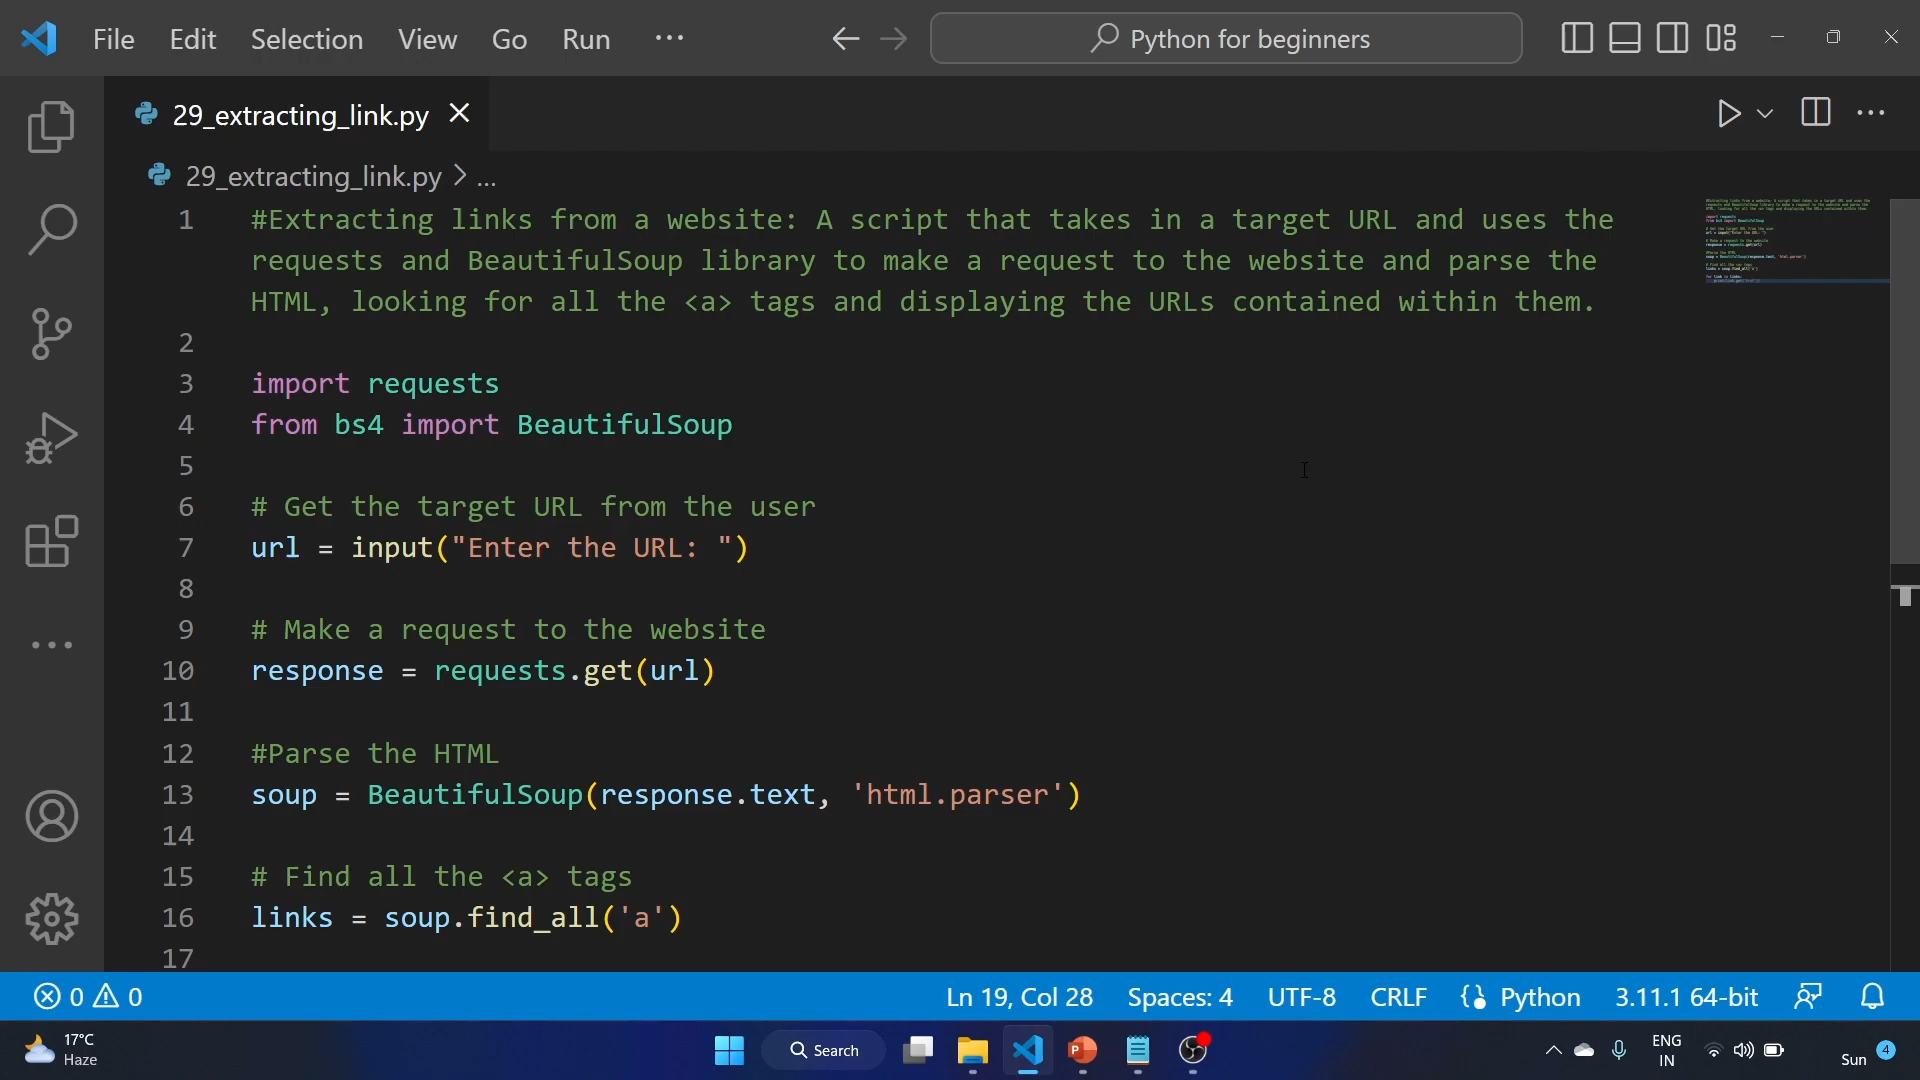 File Edit Selection View Go Run ··· Python for beginners
29_extracting_link.py
29_extracting_link.py > ...
1 #Extracting links from a website: A script that takes in a target URL and uses the
requests and BeautifulSoup library to make a request to the website and parse the
HTML, looking for all the <a> tags and displaying the URLs contained within them.
2
3 import requests
4 from bs4 import BeautifulSoup
5
6 # Get the target URL from the user
7 url = input("Enter the URL: ")
8
9 # Make a request to the website
10 response = requests.get(url)
11
12 #Parse the HTML
13 soup = BeautifulSoup(response.text, 'html.parser')
14
15 # Find all the <a> tags
16 links = soup.find_all('a')
17
0 0 Ln 19, Col 28 Spaces: 4 UTF-8 CRLF Python 3.11.1 64-bit
17°C
Haze
Search
ENG
IN
Sun 4